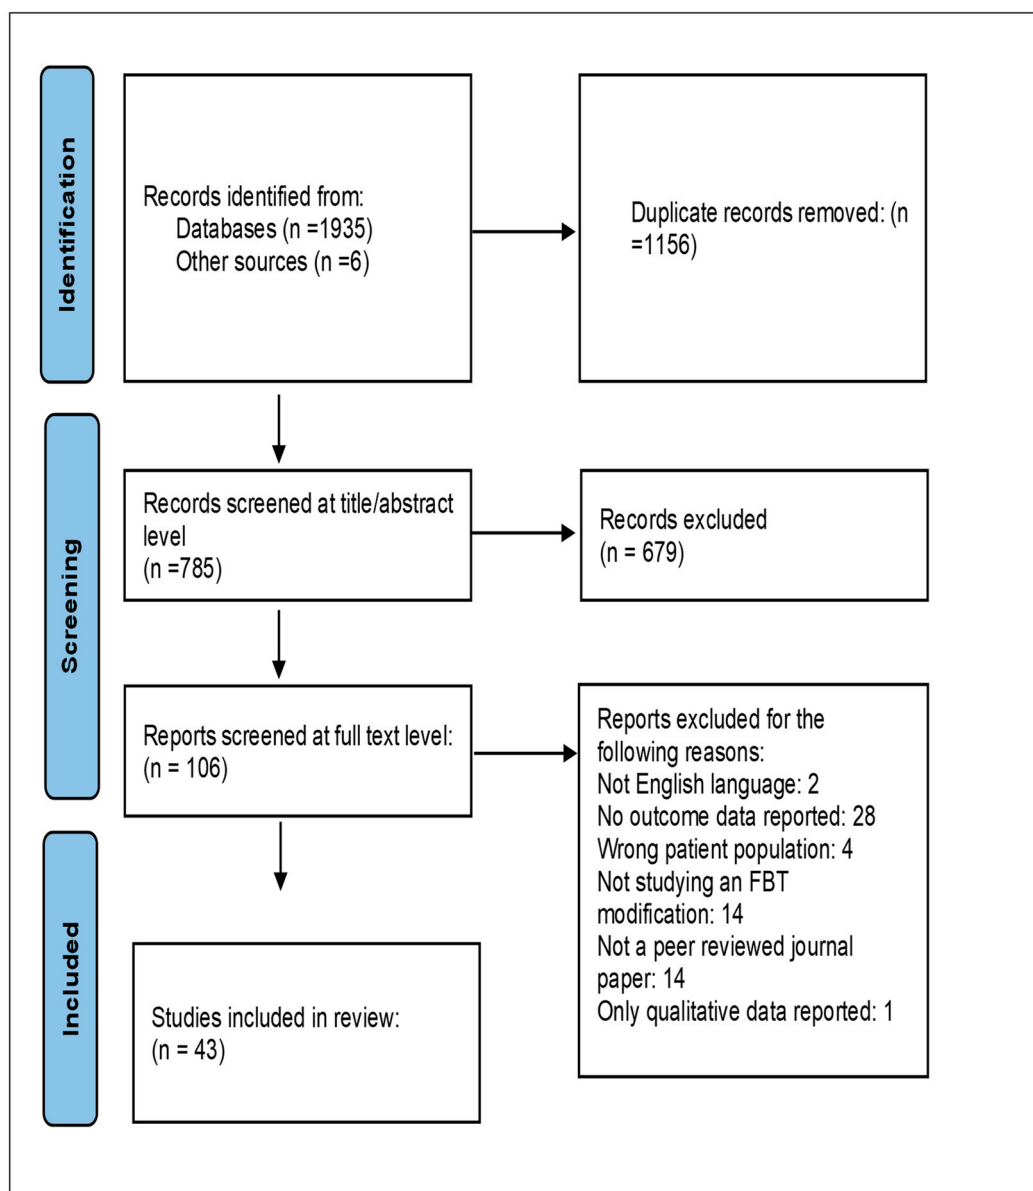 Identification
Records identified from:
Databases (n =1935)
Other sources (n =6)
Duplicate records removed: (n
=1156)
Screening
Records screened at title/abstract
level
(n =785)
Records excluded
(n = 679)
Reports screened at full text level:
(n = 106)
Reports excluded for the
following reasons:
Not English language: 2
No outcome data reported: 28
Wrong patient population: 4
Not studying an FBT
modification: 14
Not a peer reviewed journal
paper: 14
Only qualitative data reported: 1
Included
Studies included in review:
(n = 43)